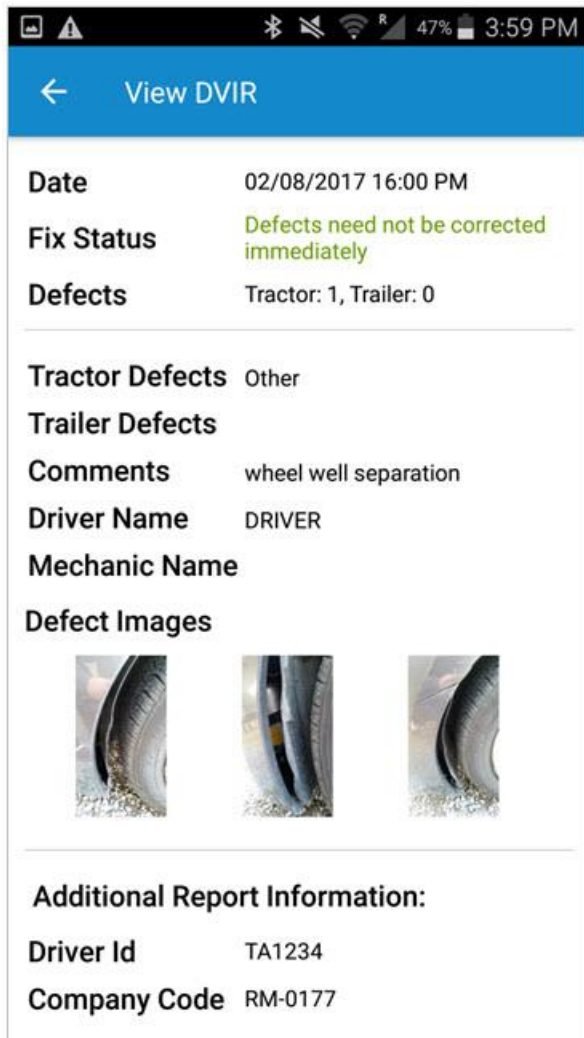 R 47% 3:59 PM
View DVIR
Date 02/08/2017 16:00 PM
Fix Status Defects need not be corrected
immediately
Defects Tractor: 1, Trailer: 0
Tractor Defects Other
Trailer Defects
Comments wheel well separation
Driver Name DRIVER
Mechanic Name
Defect Images
Additional Report Information:
Driver Id TA1234
Company Code RM-0177